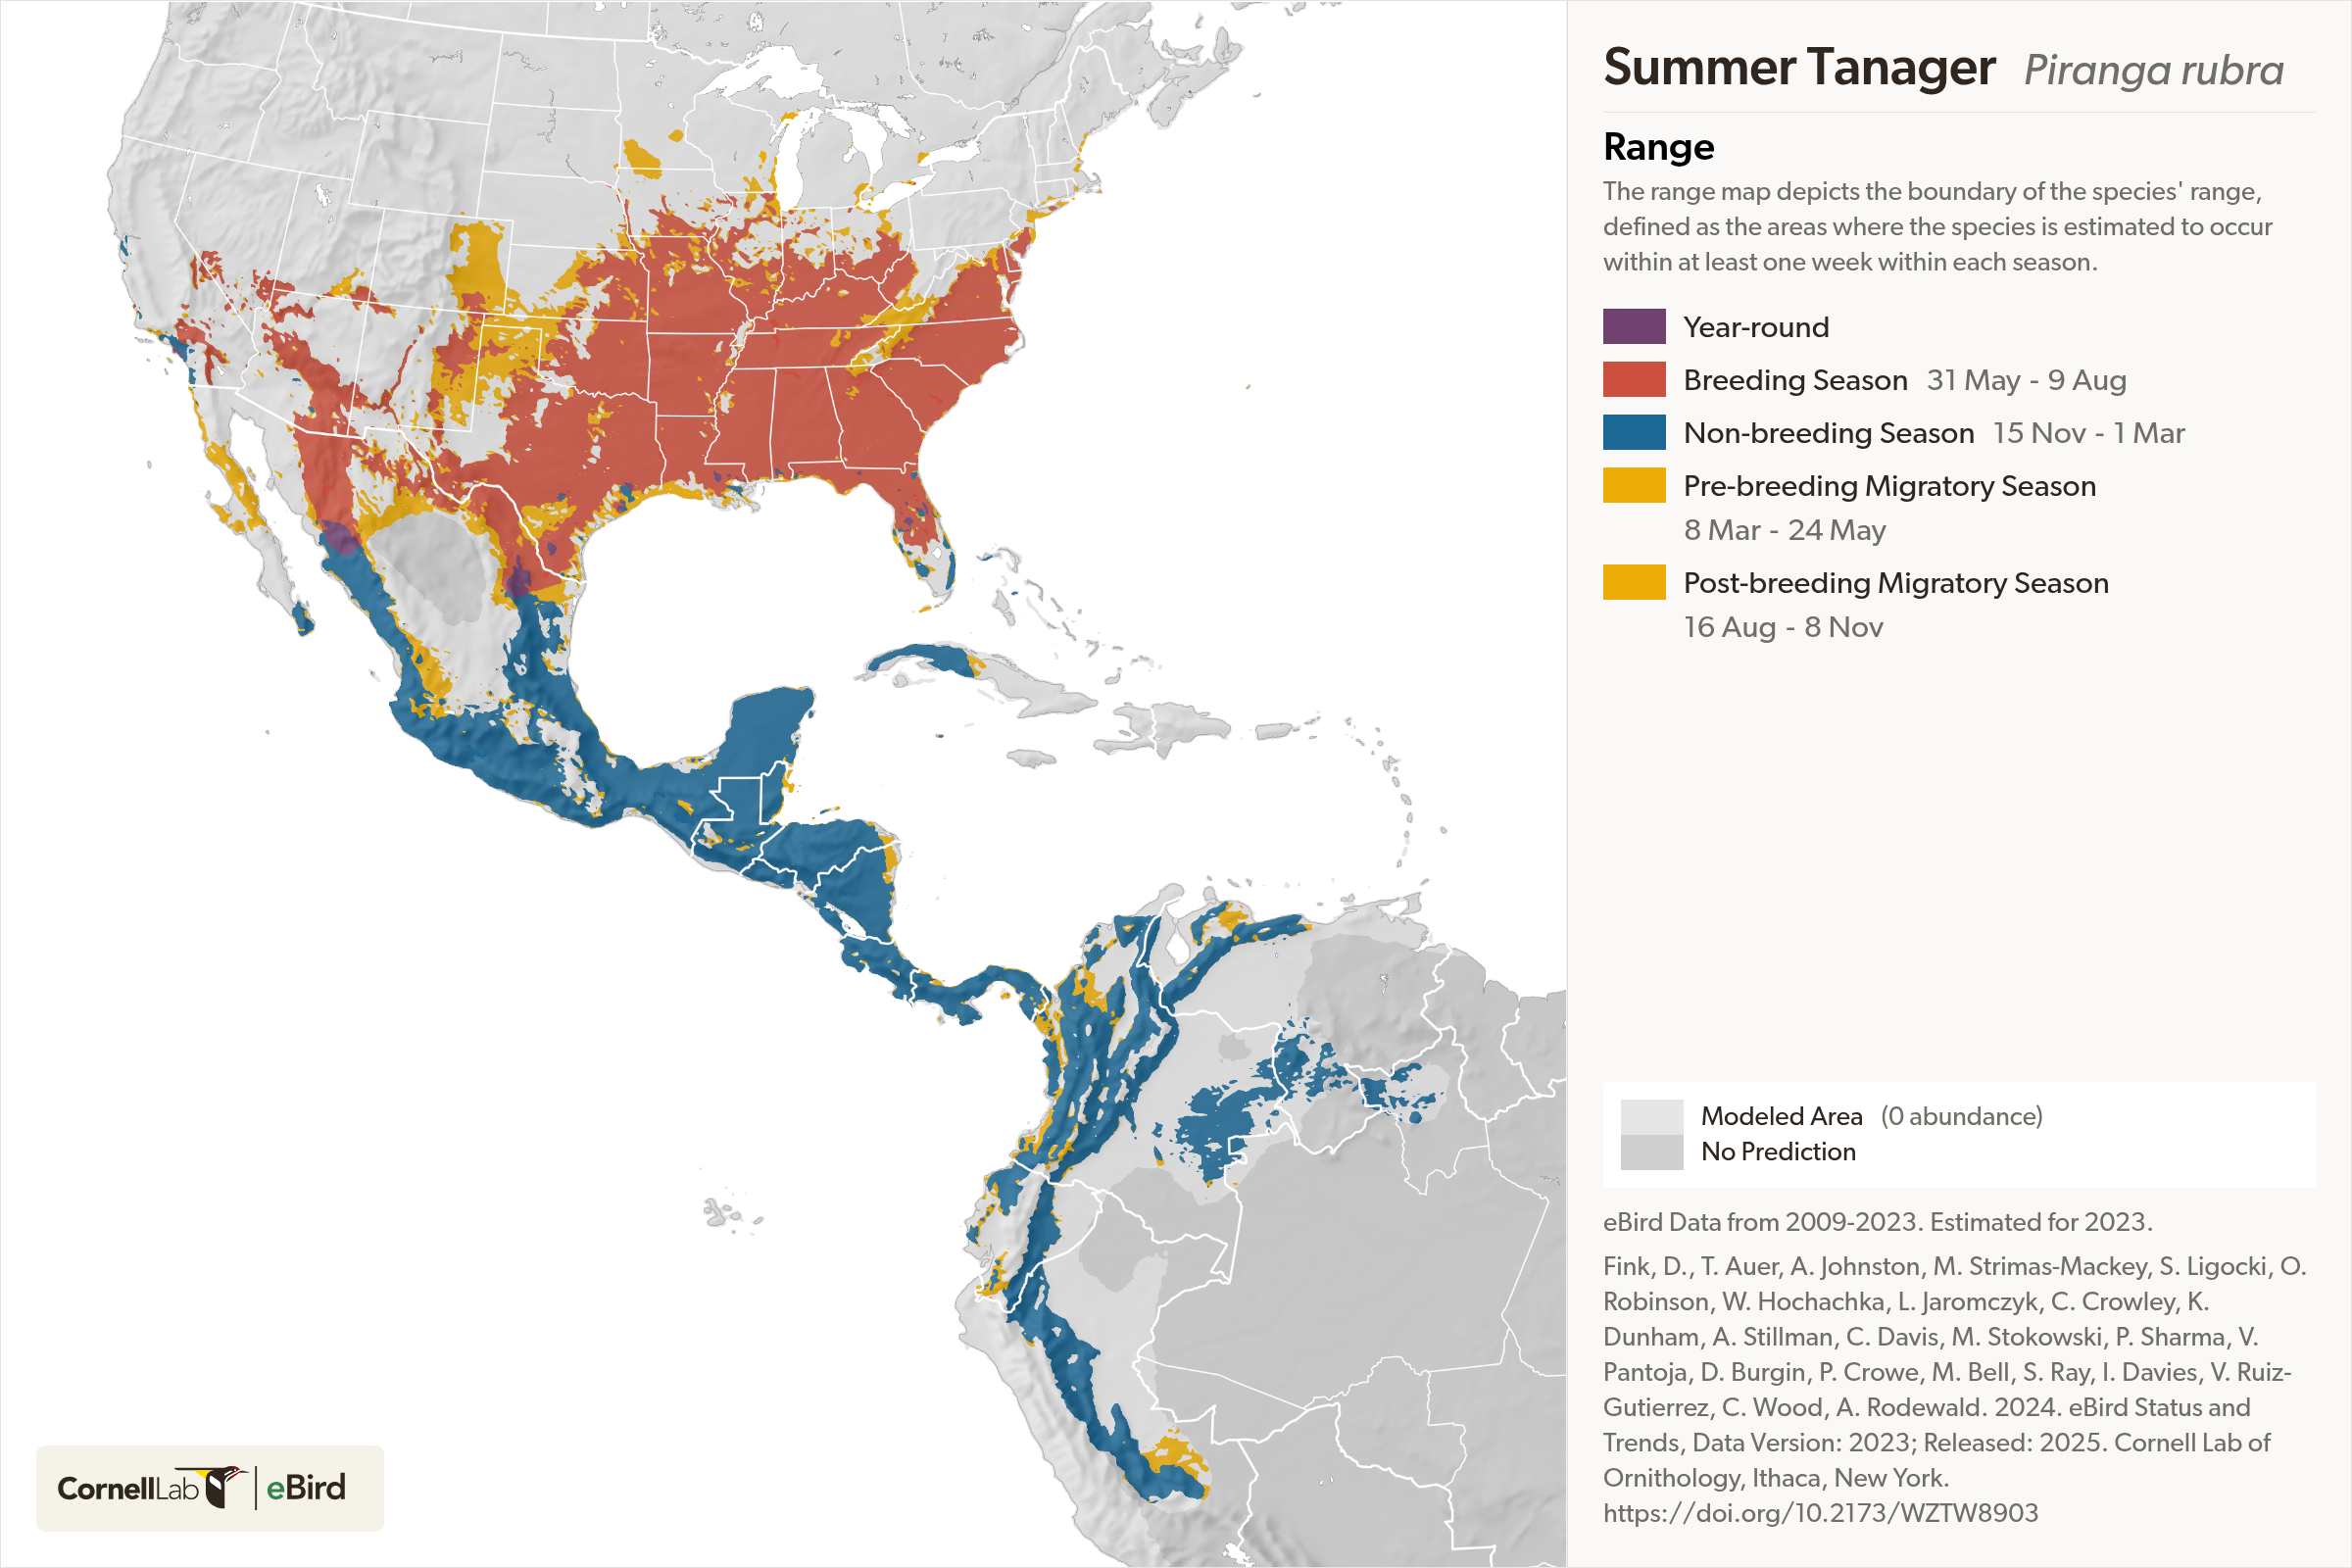 Summer Tanager Piranga rubra
Range
The range map depicts the boundary of the species' range,
defined as the areas where the species is estimated to occur
within at least one week within each season.
Year-round
Breeding Season 31 May - 9 Aug
Non-breeding Season 15 Nov - 1 Mar
Pre-breeding Migratory Season
8 Mar - 24 May
Post-breeding Migratory Season
16 Aug - 8 Nov
Modeled Area (0 abundance)
No Prediction
eBird Data from 2009-2023. Estimated for 2023.
Fink, D., T. Auer, A. Johnston, M. Strimas-Mackey, S. Ligocki, O.
Robinson, W. Hochachka, L. Jaromczyk, C. Crowley, K.
Dunham, A. Stillman, C. Davis, M. Stokowski, P. Sharma, V.
Pantoja, D. Burgin, P. Crowe, M. Bell, S. Ray, I. Davies, V. Ruiz-
Gutierrez, C. Wood, A. Rodewald. 2024. eBird Status and
Trends, Data Version: 2023; Released: 2025. Cornell Lab of
Ornithology, Ithaca, New York.
https://doi.org/10.2173/WZTW8903
CornellLab eBird